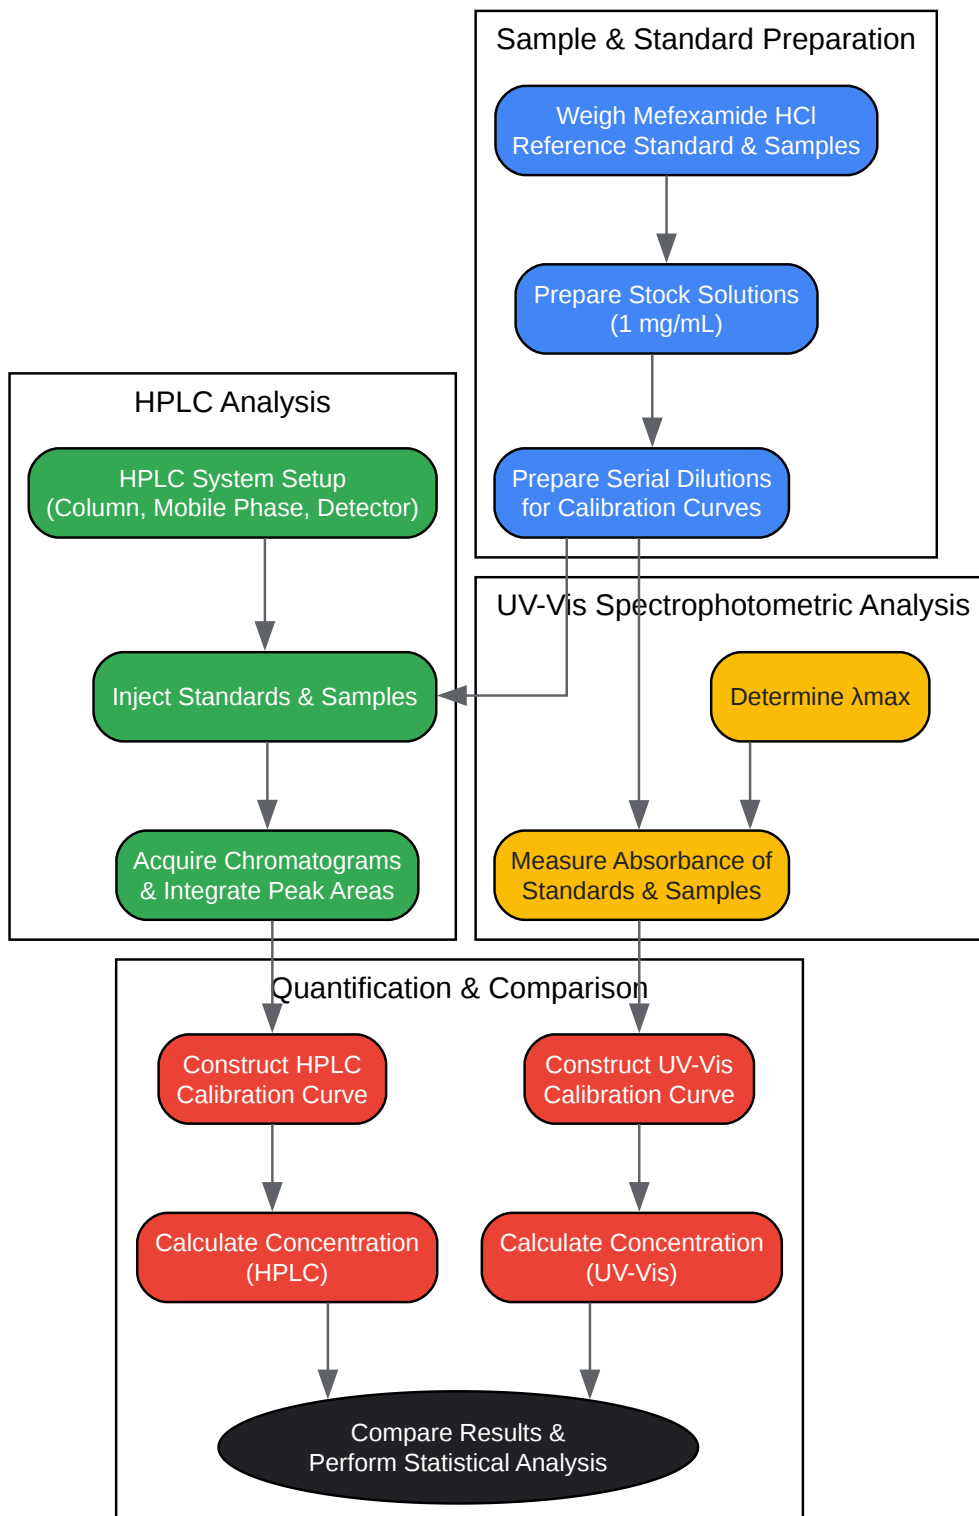 Sample & Standard Preparation
Weigh Mefexamide HCl
Reference Standard & Samples
Prepare Stock Solutions
(1 mg/mL)
Prepare Serial Dilutions
for Calibration Curves
HPLC Analysis
HPLC System Setup
(Column, Mobile Phase, Detector)
Inject Standards & Samples
Acquire Chromatograms
& Integrate Peak Areas
UV-Vis Spectrophotometric Analysis
Determine λmax
Measure Absorbance of
Standards & Samples
Quantification & Comparison
Construct HPLC
Calibration Curve
Construct UV-Vis
Calibration Curve
Calculate Concentration
(HPLC)
Calculate Concentration
(UV-Vis)
Compare Results &
Perform Statistical Analysis